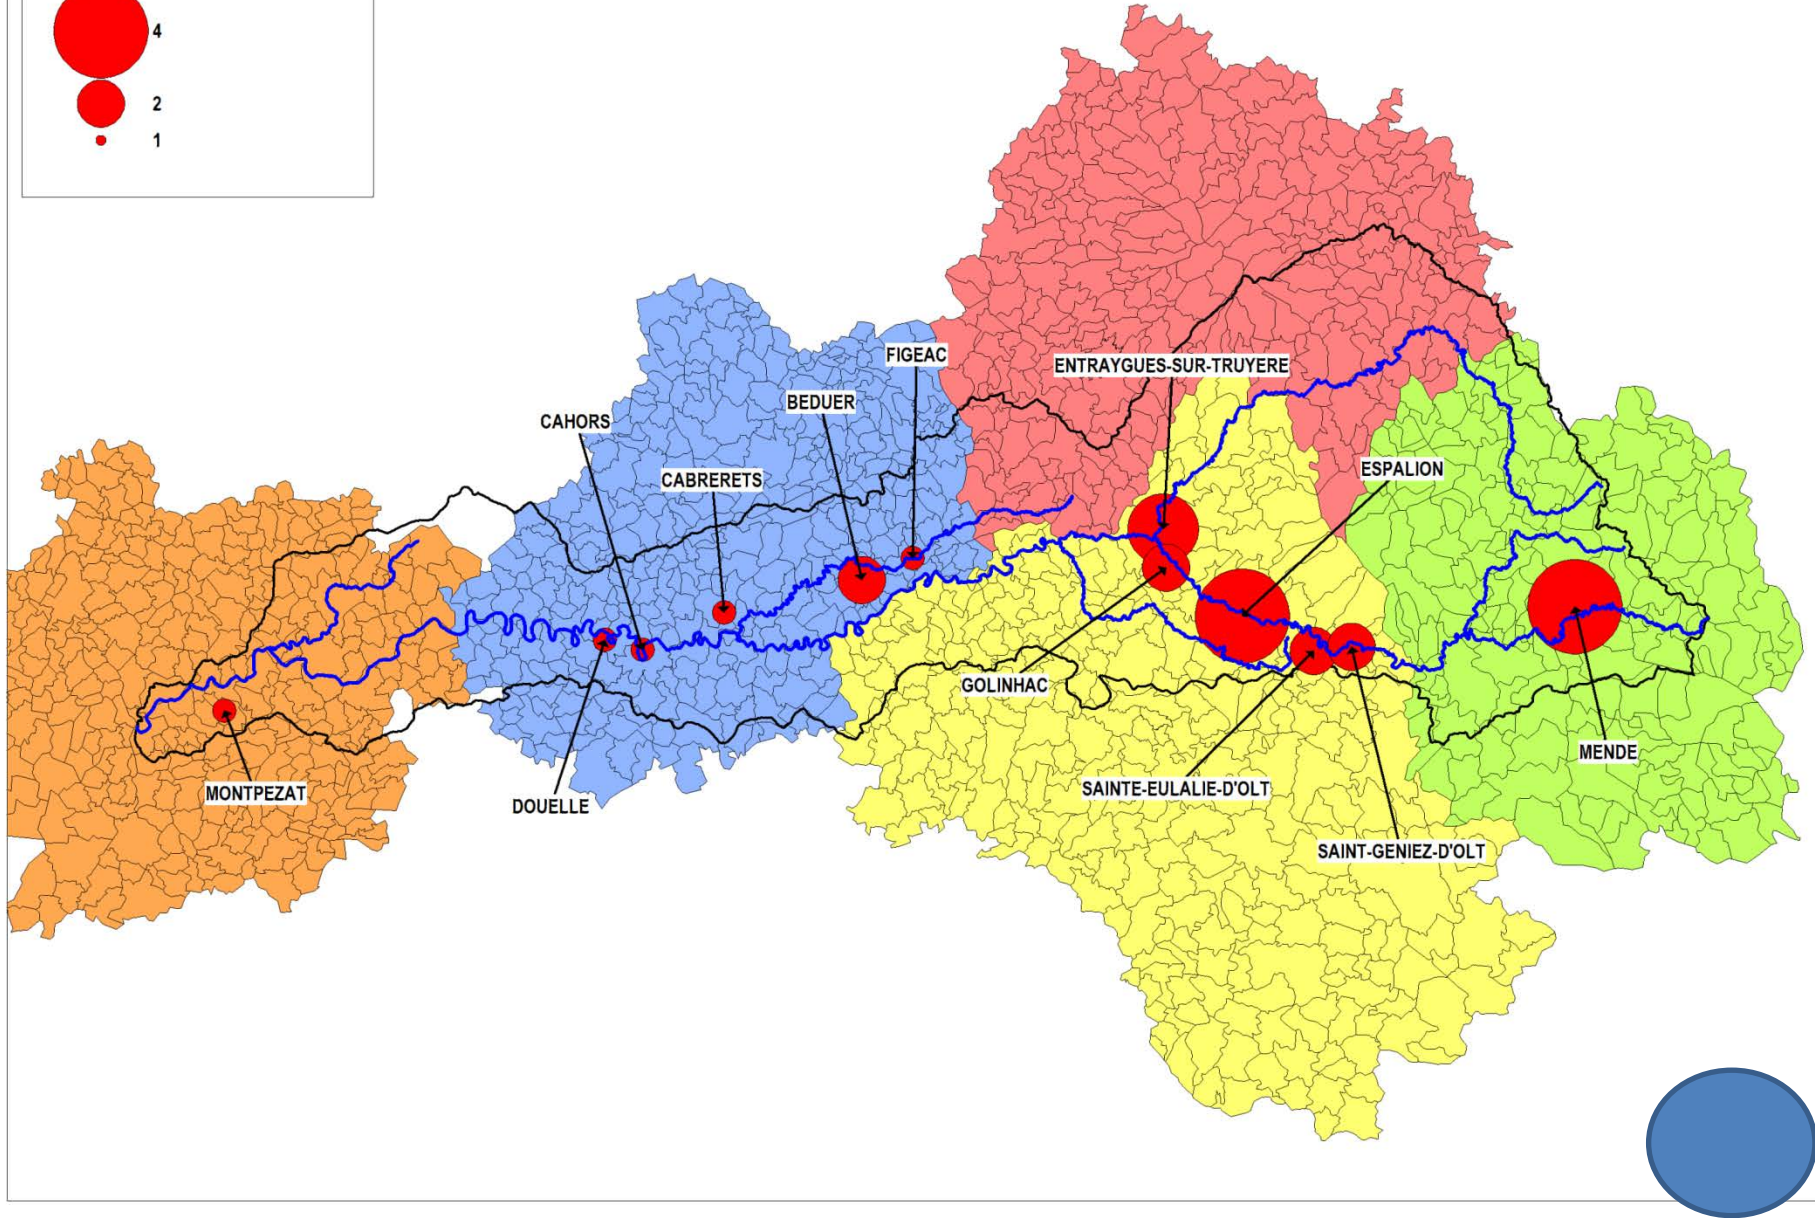 4
2
1
FIGEAC
ENTRAYGUES-SUR-TRUYERE
BEDUER
CAHORS
ESPALION
CABRERETS
GOLINHAC
MENDE
SAINTE-EULALIE-D'OLT
MONTPEZAT
DOUELLE
SAINT-GENIEZ-D'OLT